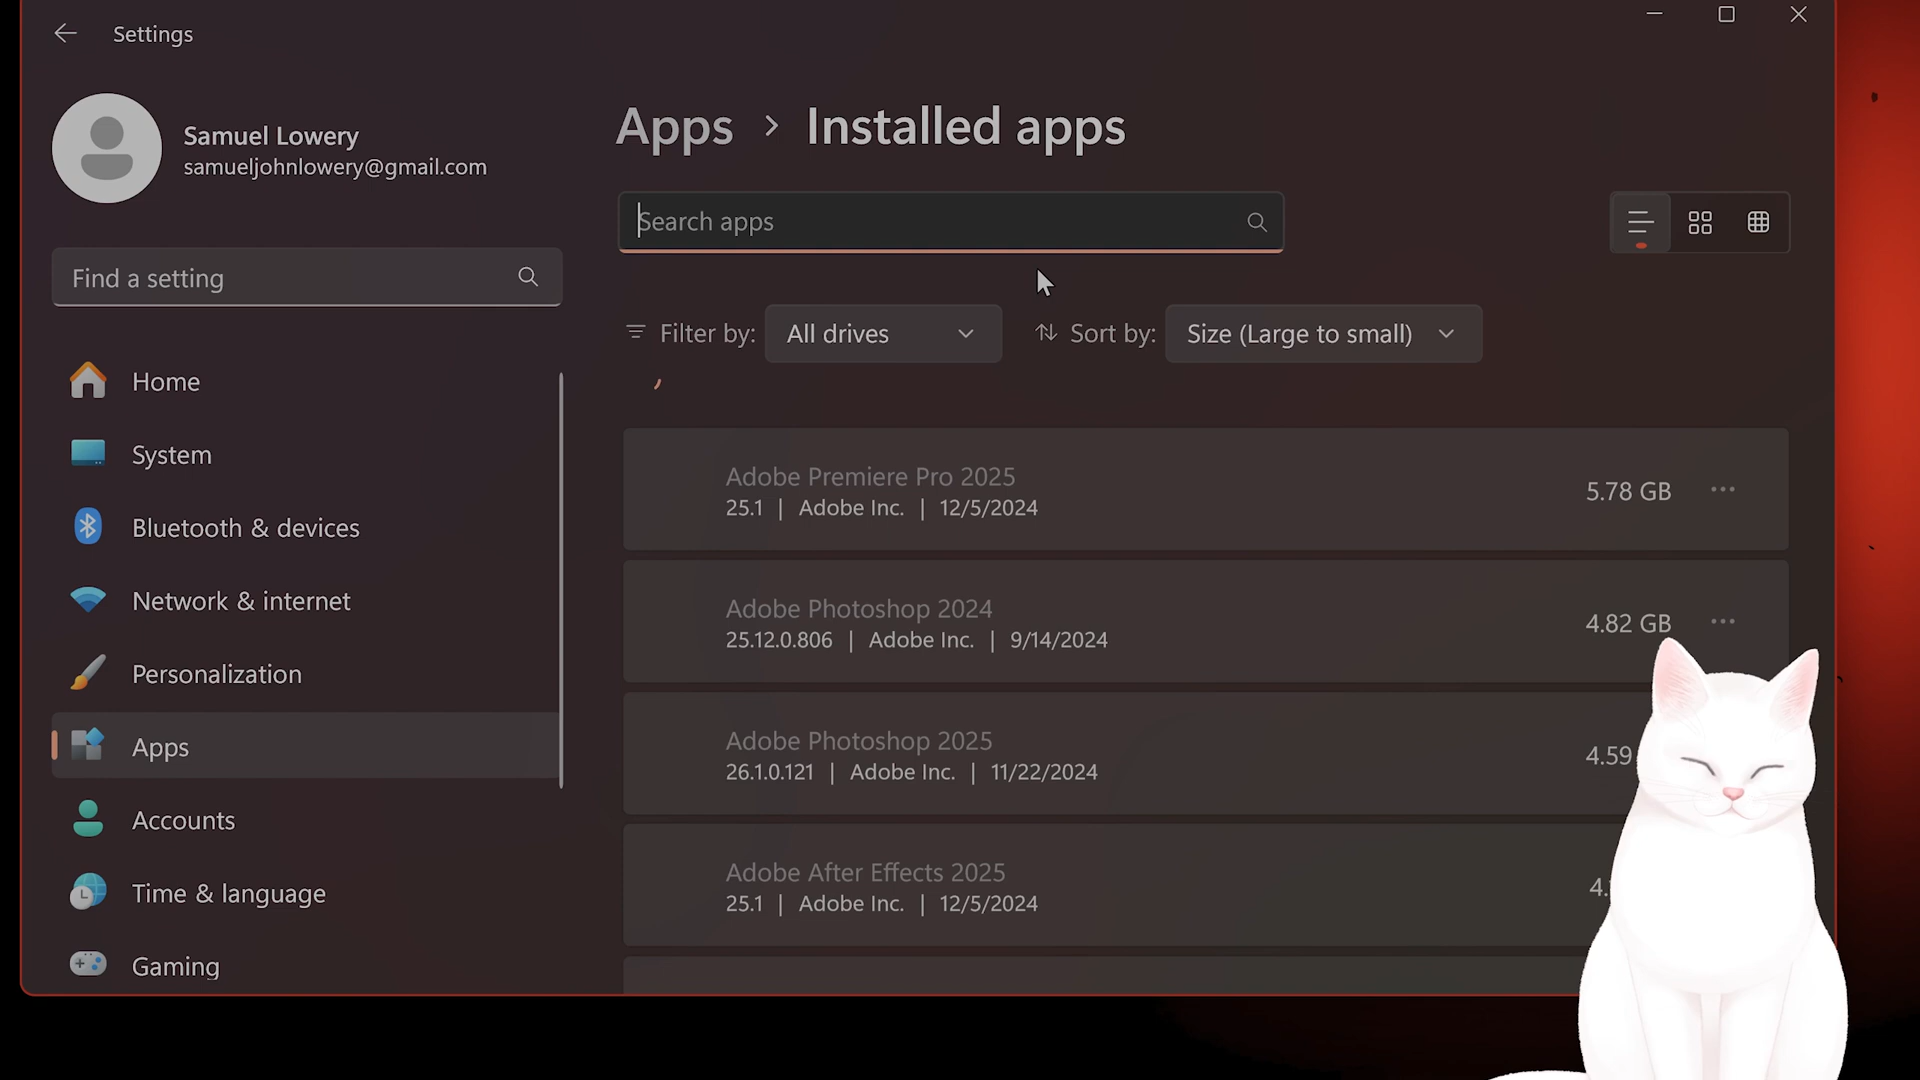 Settings
Samuel Lowery
samueljohnlowery@gmail.com
Find a setting
Home
System
Bluetooth & devices
Network & internet
Personalization
Apps
Accounts
Time & language
Gaming
Apps > Installed apps
Search apps
Filter by: All drives
Sort by: Size (Large to small)
Adobe Premiere Pro 2025
25.1 | Adobe Inc. | 12/5/2024
5.78 GB
Adobe Photoshop 2024
25.12.0.806 | Adobe Inc. | 9/14/2024
4.82 GB
Adobe Photoshop 2025
26.1.0.121 | Adobe Inc. | 11/22/2024
4.59
Adobe After Effects 2025
25.1 | Adobe Inc. | 12/5/2024